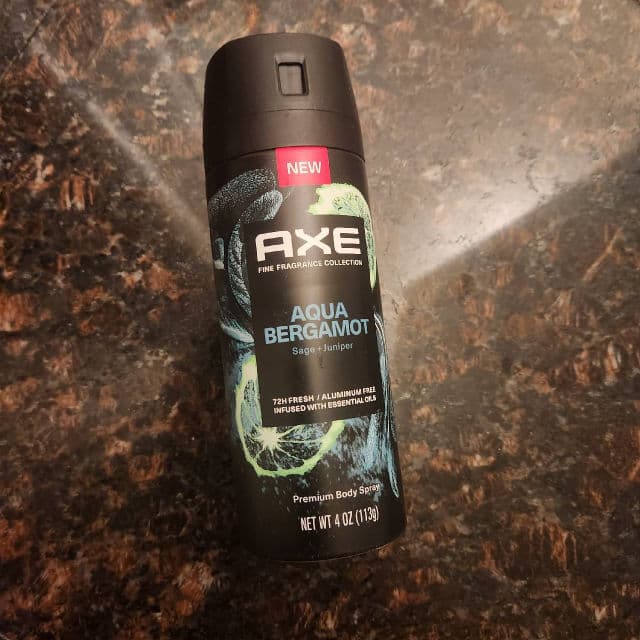 NEW
AXE
FINE FRAGRANCE COLLECTION
AQUA
BERGAMOT
Sage + Juniper
72H FRESH / ALUMINUM FREE
INFUSED WITH ESSENTIAL OILS
Premium Body Spray
NET WT 4 OZ (113g)